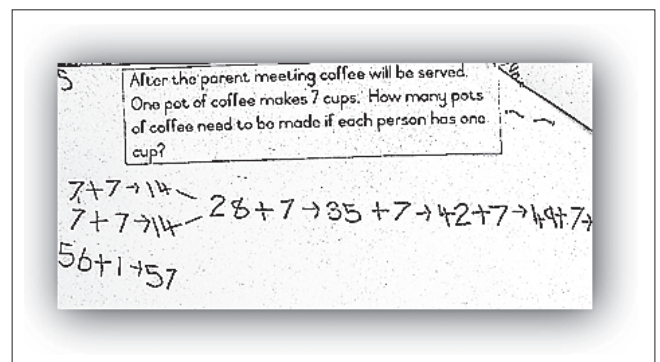 5
After the parent meeting coffee will be served.
One pot of coffee makes 7 cups. How many pots
of coffee need to be made if each person has one
cup?
7+7→14
7+7→14
28+7→35+7→42+7→49+7→
56+1→57